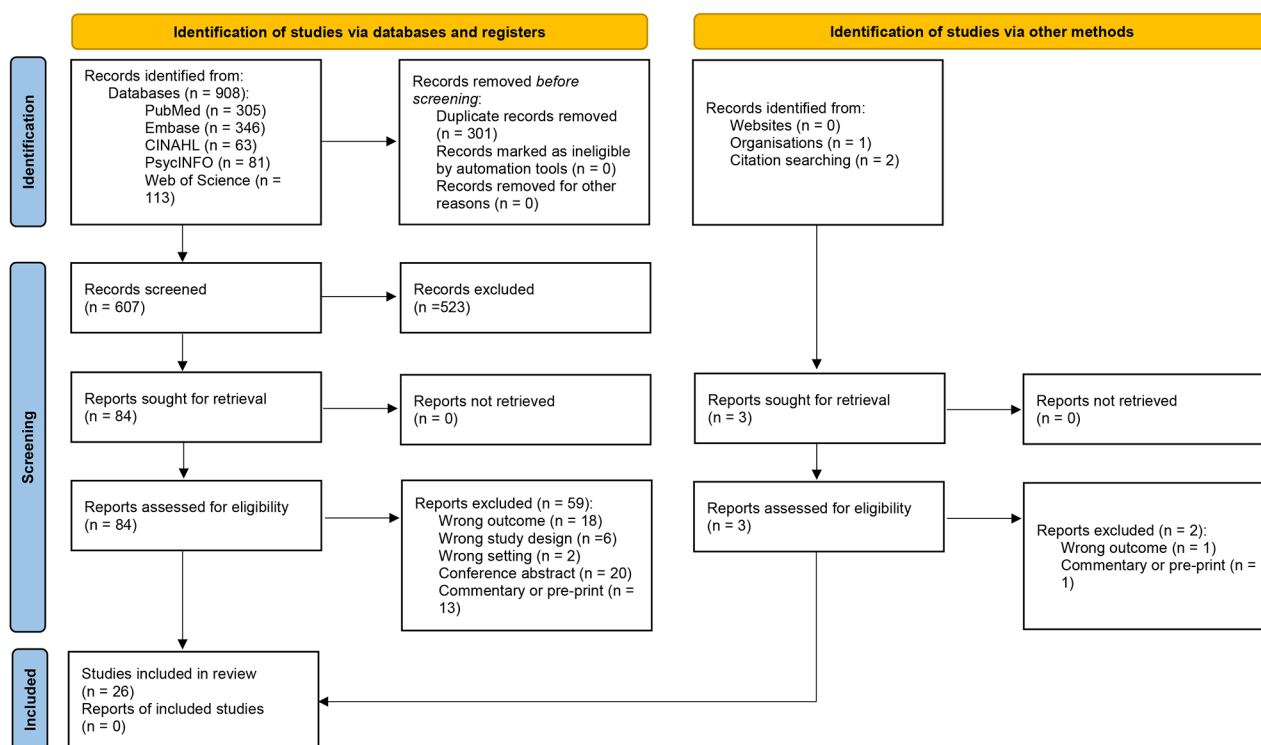 Identification of studies via databases and registers
Identification of studies via other methods
Identification
Records identified from:
Databases (n = 908):
PubMed (n = 305)
Embase (n = 346)
CINAHL (n = 63)
PsycINFO (n = 81)
Web of Science (n =
113)
Records removed before
screening:
Duplicate records removed
(n = 301)
Records marked as ineligible
by automation tools (n = 0)
Records removed for other
reasons (n = 0)
Records identified from:
Websites (n = 0)
Organisations (n = 1)
Citation searching (n = 2)
Screening
Records screened
(n = 607)
Records excluded
(n =523)
Reports sought for retrieval
(n = 84)
Reports not retrieved
(n = 0)
Reports sought for retrieval
(n = 3)
Reports not retrieved
(n = 0)
Reports assessed for eligibility
(n = 84)
Reports excluded (n = 59):
Wrong outcome (n = 18)
Wrong study design (n =6)
Wrong setting (n = 2)
Conference abstract (n = 20)
Commentary or pre-print (n =
13)
Reports assessed for eligibility
(n = 3)
Reports excluded (n = 2):
Wrong outcome (n = 1)
Commentary or pre-print (n =
1)
Included
Studies included in review
(n = 26)
Reports of included studies
(n = 0)